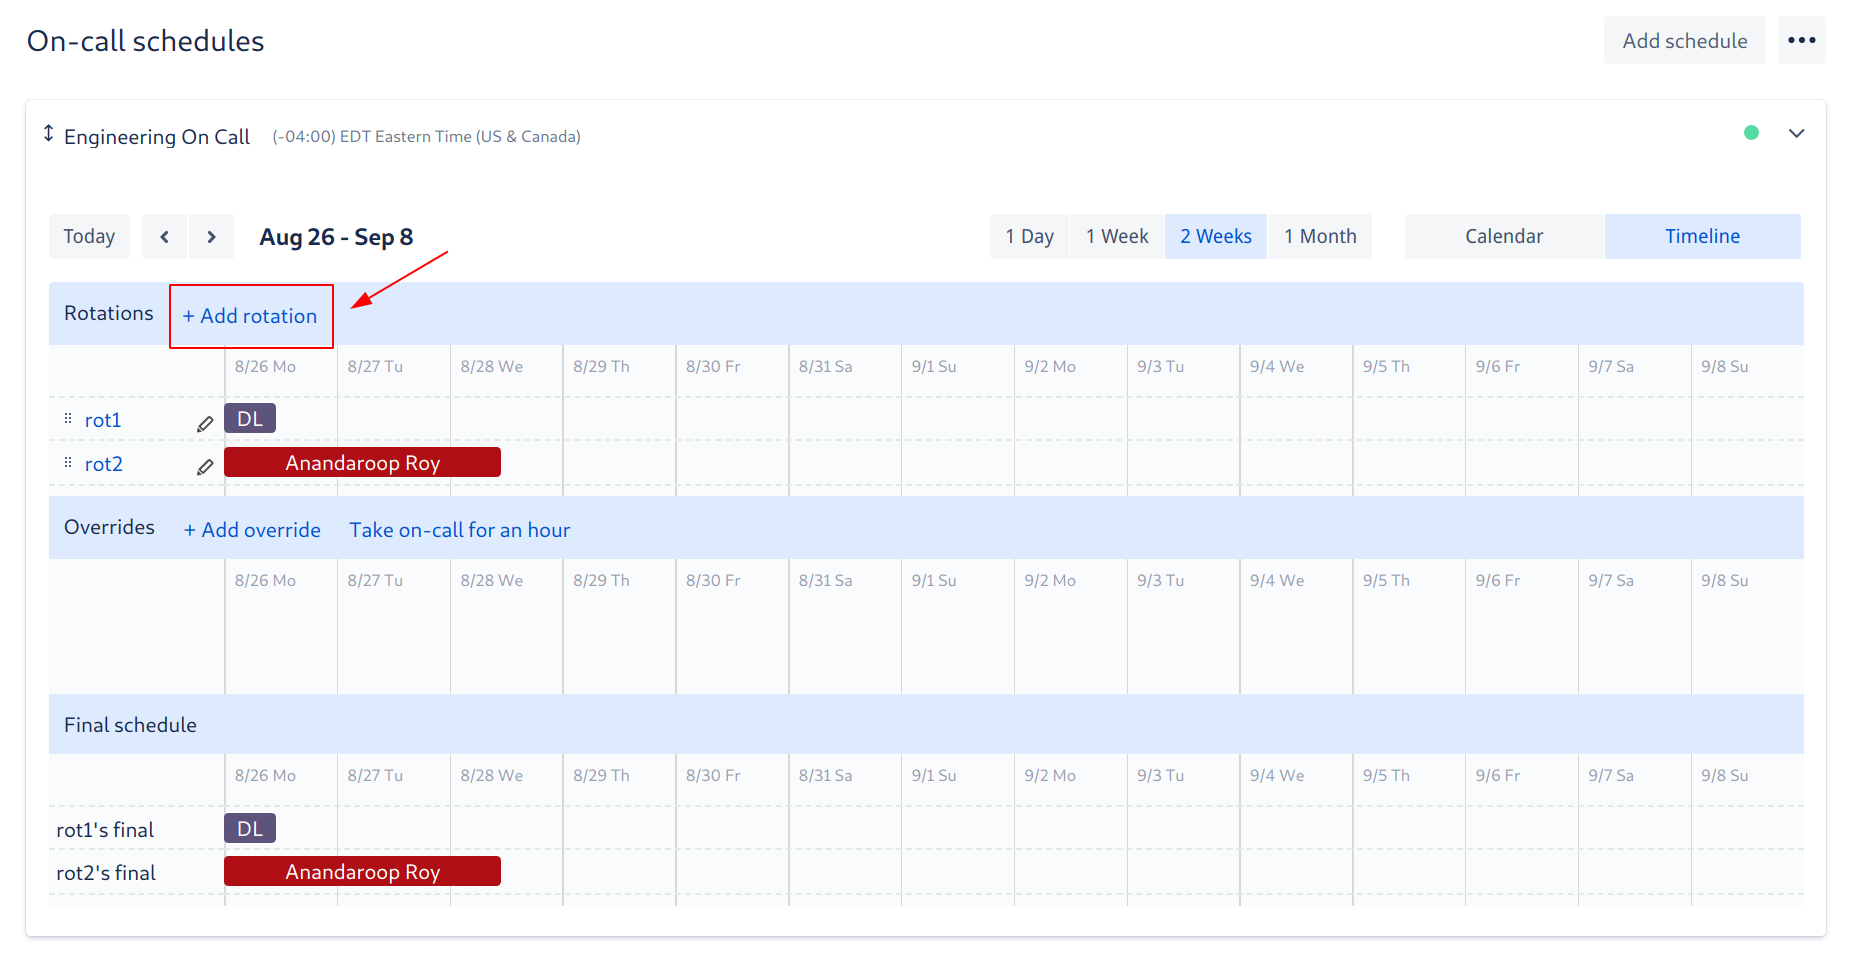 On-call schedules
Add schedule
Engineering On Call (-04:00) EDT Eastern Time (US & Canada)
Today Aug 26 - Sep 8 1 Day 1 Week 2 Weeks 1 Month Calendar Timeline
Rotations + Add rotation
8/26 Mo 8/27 Tu 8/28 We 8/29 Th 8/30 Fr 8/31 Sa 9/1 Su 9/2 Mo 9/3 Tu 9/4 We 9/5 Th 9/6 Fr 9/7 Sa 9/8 Su
rot1 DL
rot2 Anandaroop Roy
Overrides + Add override Take on-call for an hour
8/26 Mo 8/27 Tu 8/28 We 8/29 Th 8/30 Fr 8/31 Sa 9/1 Su 9/2 Mo 9/3 Tu 9/4 We 9/5 Th 9/6 Fr 9/7 Sa 9/8 Su
Final schedule
8/26 Mo 8/27 Tu 8/28 We 8/29 Th 8/30 Fr 8/31 Sa 9/1 Su 9/2 Mo 9/3 Tu 9/4 We 9/5 Th 9/6 Fr 9/7 Sa 9/8 Su
rot1's final DL
rot2's final Anandaroop Roy